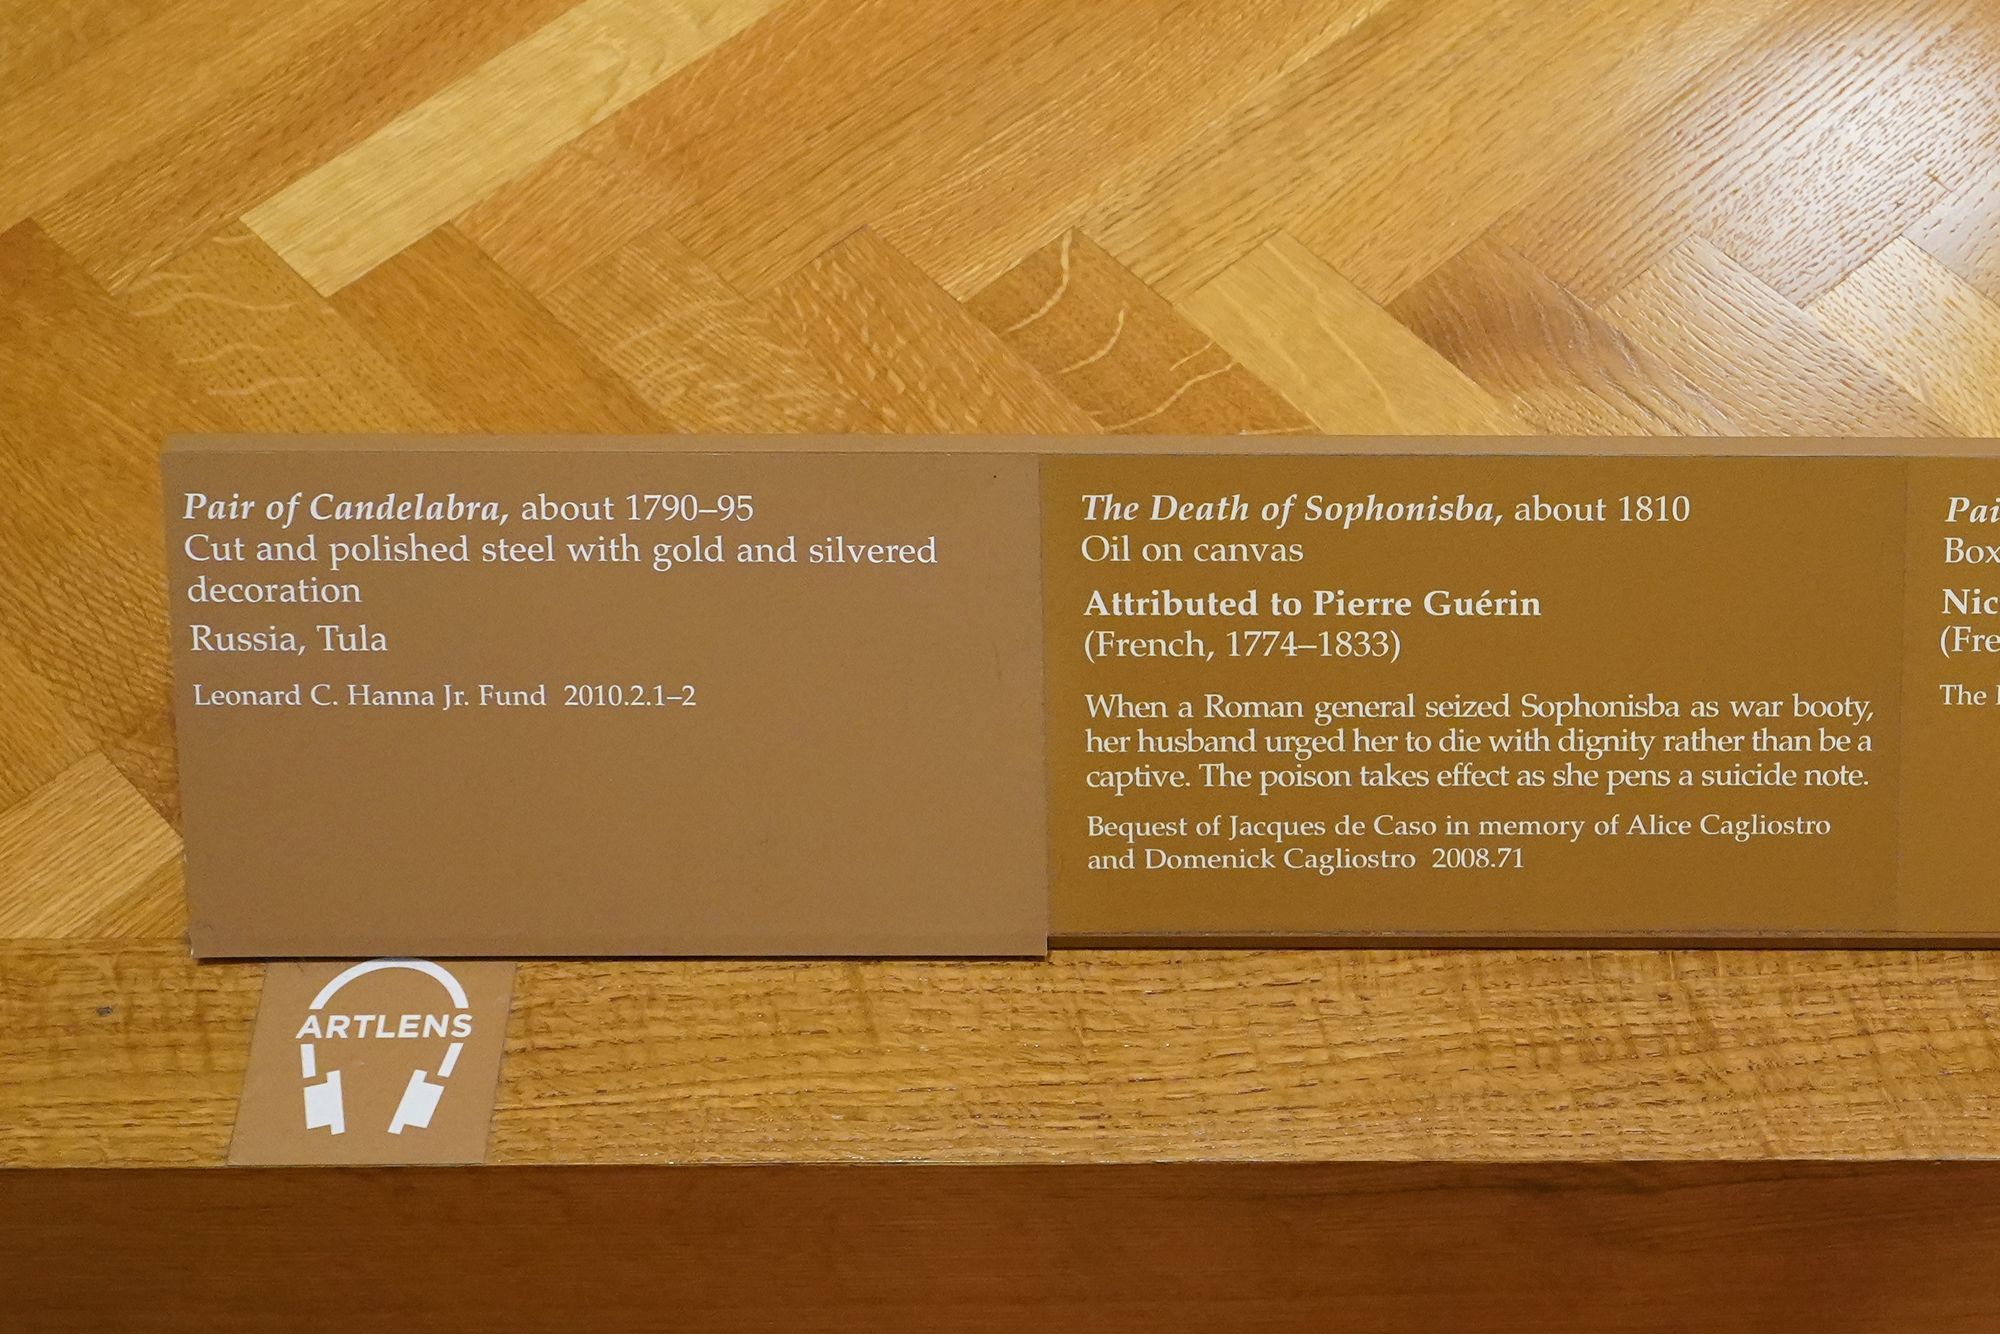 Pair of Candelabra, about 1790–95
Cut and polished steel with gold and silvered
decoration
Russia, Tula
Leonard C. Hanna Jr. Fund 2010.2.1–2
The Death of Sophonisba, about 1810
Oil on canvas
Attributed to Pierre Guérin
(French, 1774–1833)
When a Roman general seized Sophonisba as war booty,
her husband urged her to die with dignity rather than be a
captive. The poison takes effect as she pens a suicide note.
Bequest of Jacques de Caso in memory of Alice Cagliostro
and Domenick Cagliostro 2008.71
The
ARTLENS